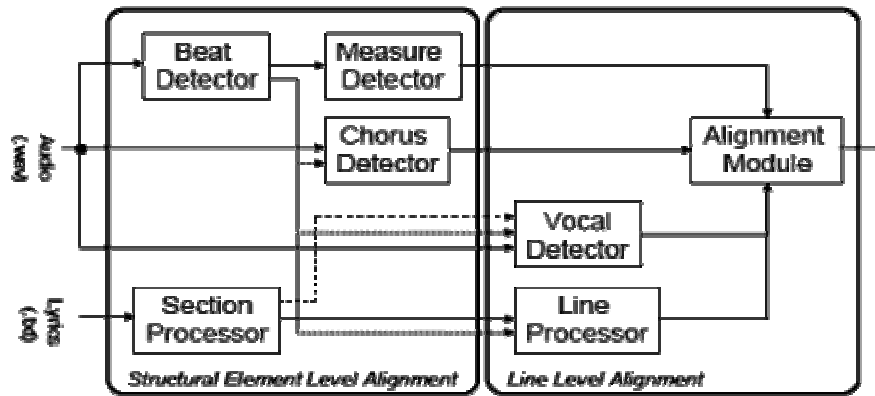 Beat
Detector
Measure
Detector
Audio
(.wav)
Chorus
Detector
Alignment
Module
Vocal
Detector
Lyrics
(.txt)
Section
Processor
Line
Processor
Structural Element Level Alignment
Line Level Alignment